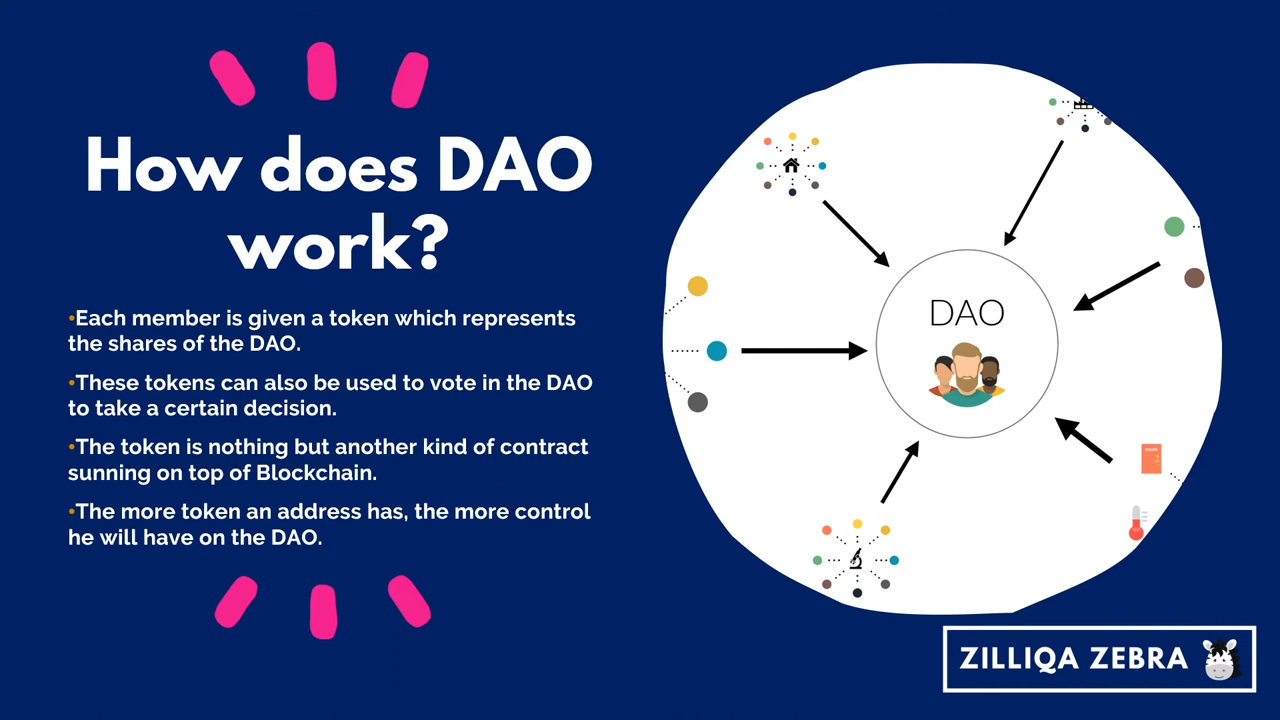 How does DAO
work?
•Each member is given a token which represents
the shares of the DAO.
•These tokens can also be used to vote in the DAO
to take a certain decision.
•The token is nothing but another kind of contract
sunning on top of Blockchain.
•The more token an address has, the more control
he will have on the DAO.
DAO
ZILLIQA ZEBRA